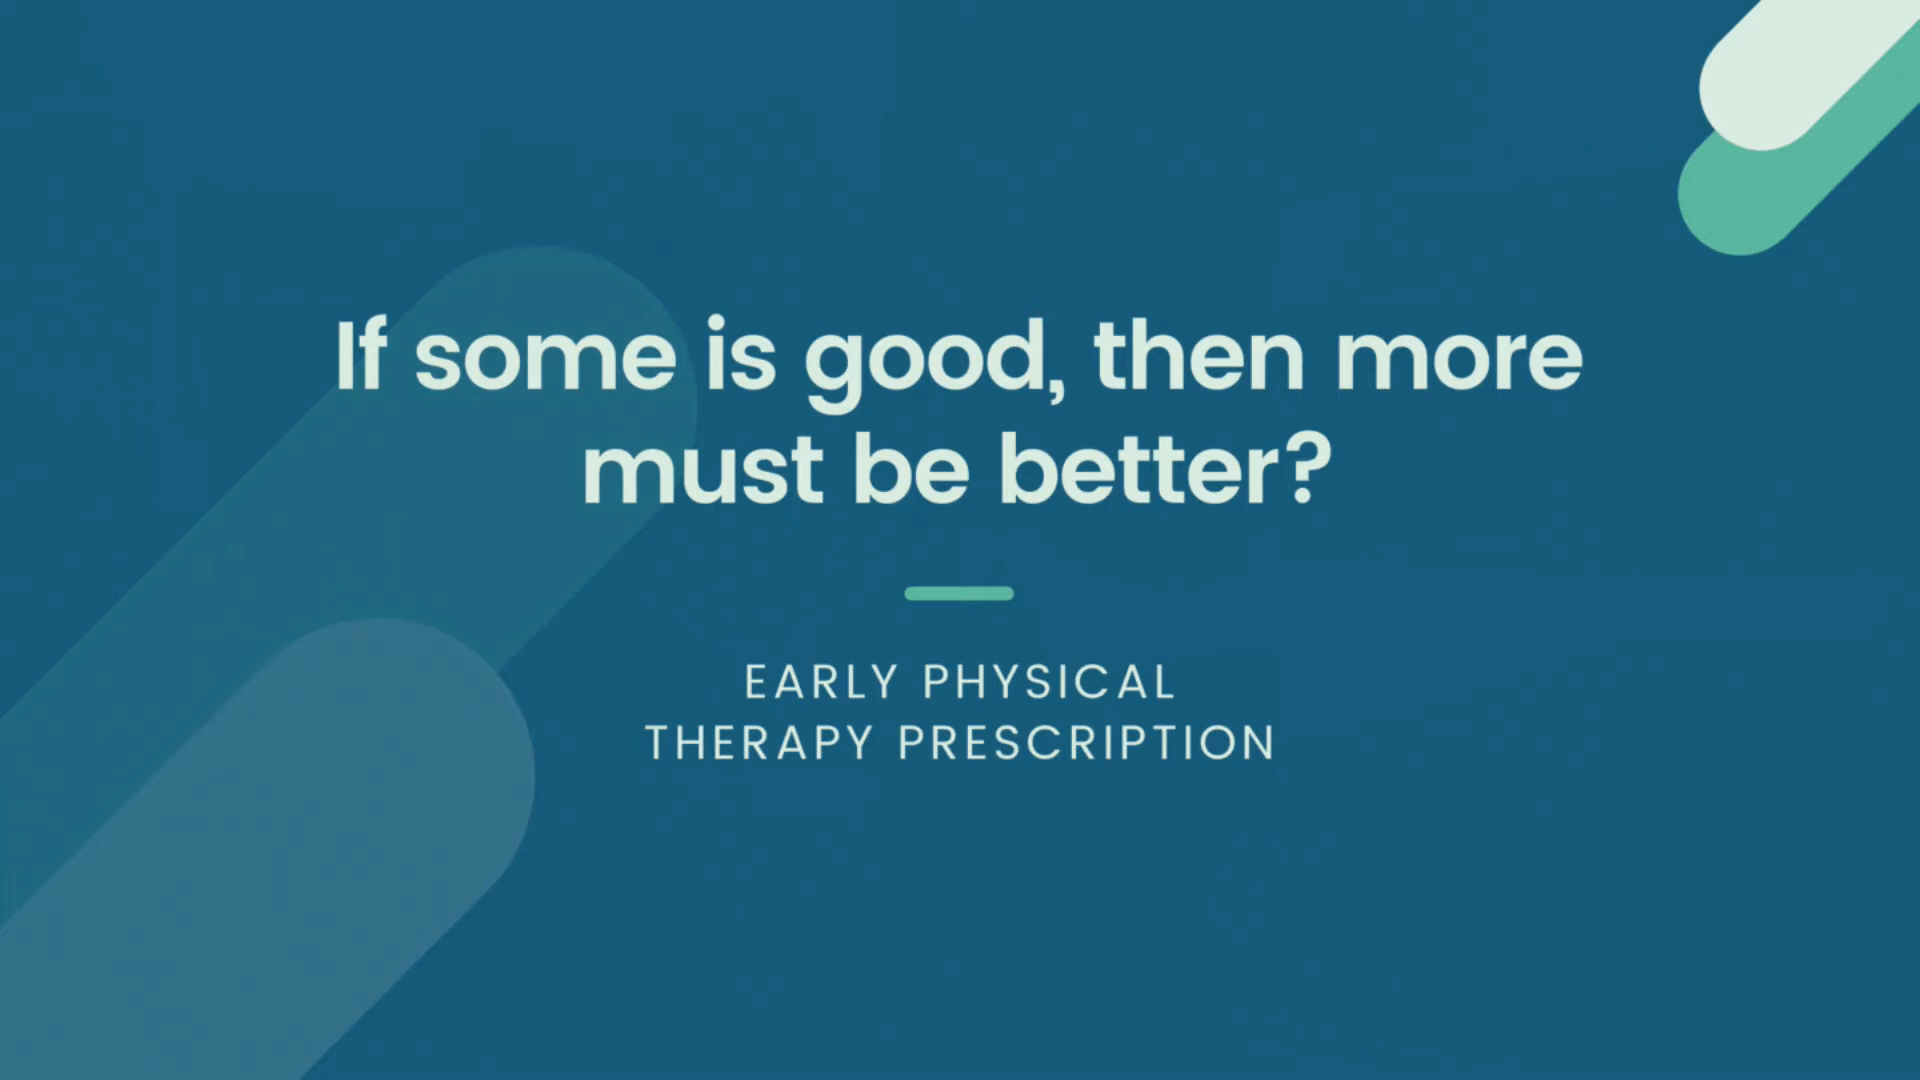 If some is good, then more
must be better?
EARLY PHYSICAL
THERAPY PRESCRIPTION